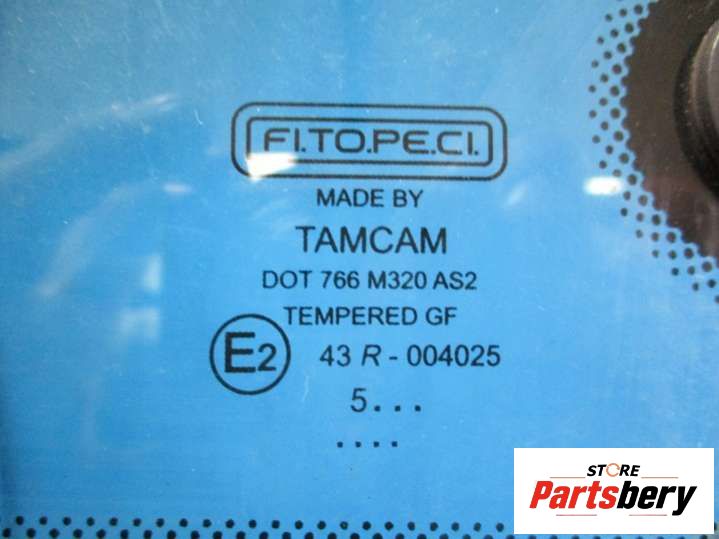 FI.TO.PE.CI.
MADE BY
TAMCAM
DOT 766 M320 AS2
TEMPERED GF
E2 43 R - 004025
5...
....
STORE
Partsbery